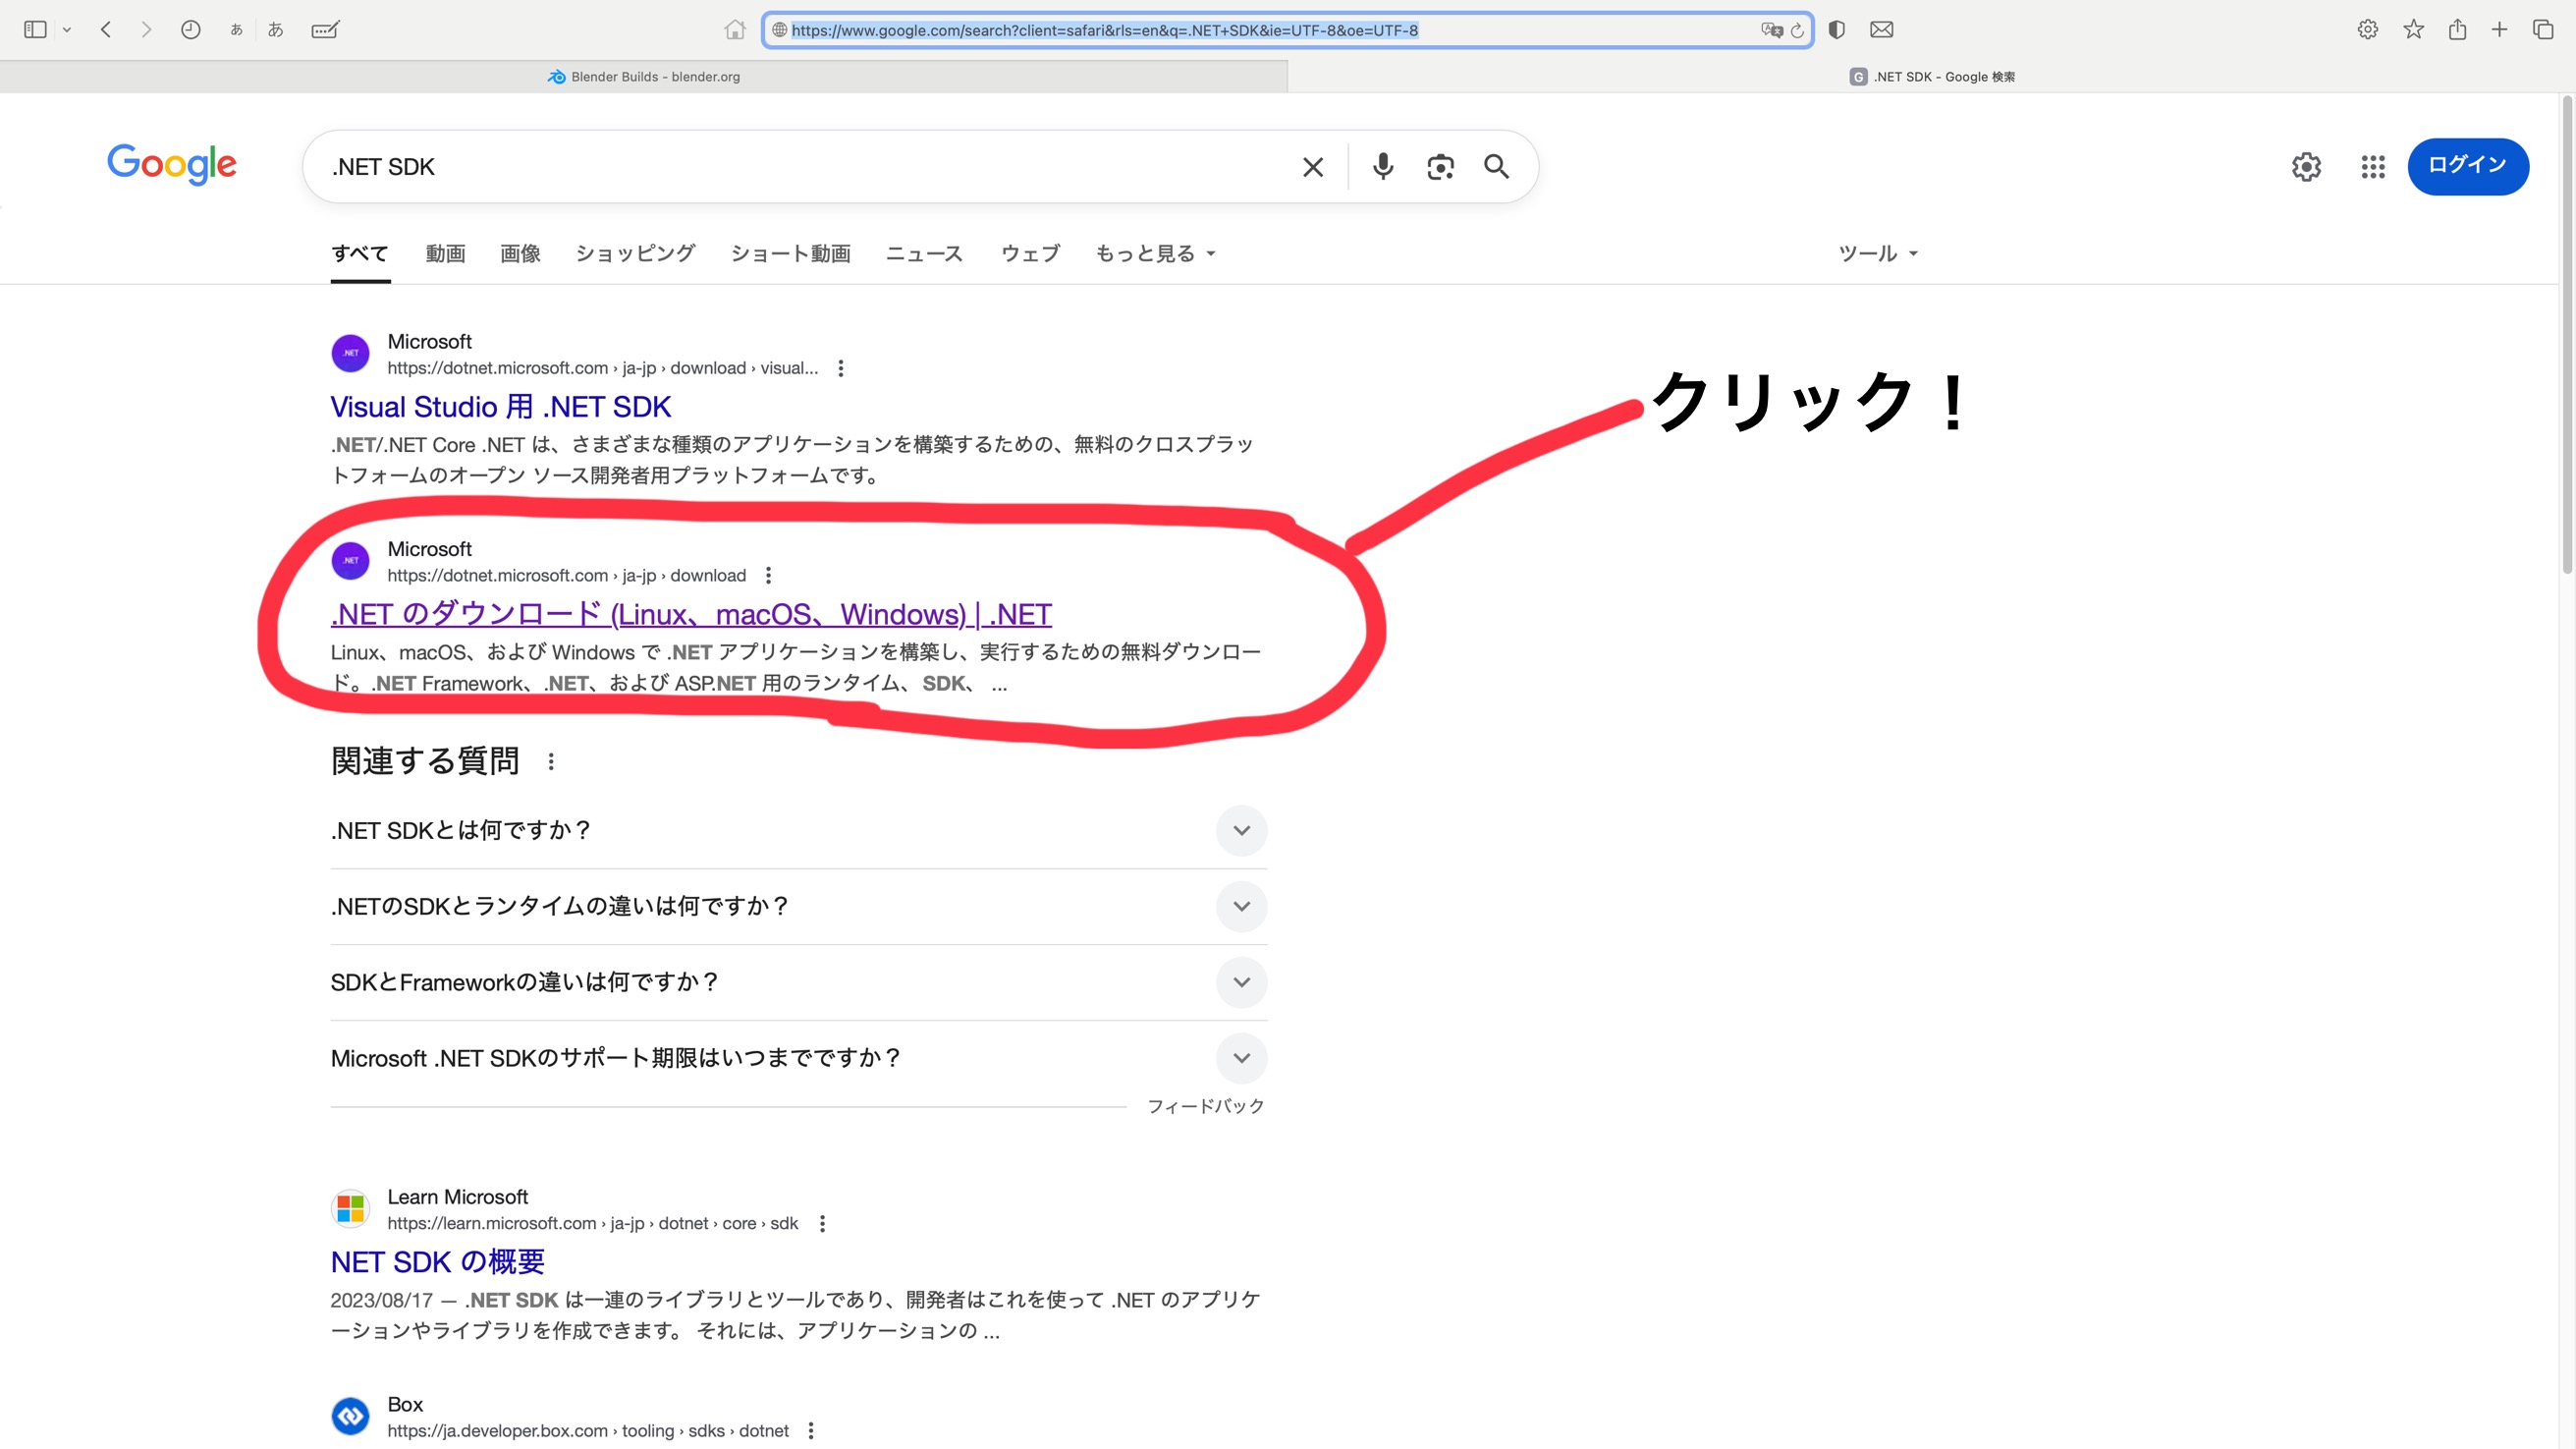 あ あ
https://www.google.com/search?client=safari&rls=en&q=.NET+SDK&ie=UTF-8&oe=UTF-8
Blender Builds - blender.org
G .NET SDK - Google 検索
Google
.NET SDK
ログイン
すべて 動画 画像 ショッピング ショート動画 ニュース ウェブ もっと見る ツール
.NET
Microsoft
https://dotnet.microsoft.com › ja-jp › download › visual...
Visual Studio 用 .NET SDK
.NET/.NET Core .NET は、さまざまな種類のアプリケーションを構築するための、無料のクロスプラッ
トフォームのオープン ソース開発者用プラットフォームです。
クリック！
.NET
Microsoft
https://dotnet.microsoft.com › ja-jp › download
.NET のダウンロード (Linux、macOS、Windows) | .NET
Linux、macOS、および Windows で .NET アプリケーションを構築し、実行するための無料ダウンロー
ド。.NET Framework、.NET、および ASP.NET 用のランタイム、SDK、 ...
関連する質問
.NET SDKとは何ですか？
.NETのSDKとランタイムの違いは何ですか？
SDKとFrameworkの違いは何ですか？
Microsoft .NET SDKのサポート期限はいつまでですか？
フィードバック
Learn Microsoft
https://learn.microsoft.com › ja-jp › dotnet › core › sdk
NET SDK の概要
2023/08/17 — .NET SDK は一連のライブラリとツールであり、開発者はこれを使って .NET のアプリケ
ーションやライブラリを作成できます。 それには、アプリケーションの ...
Box
https://ja.developer.box.com › tooling › sdks › dotnet